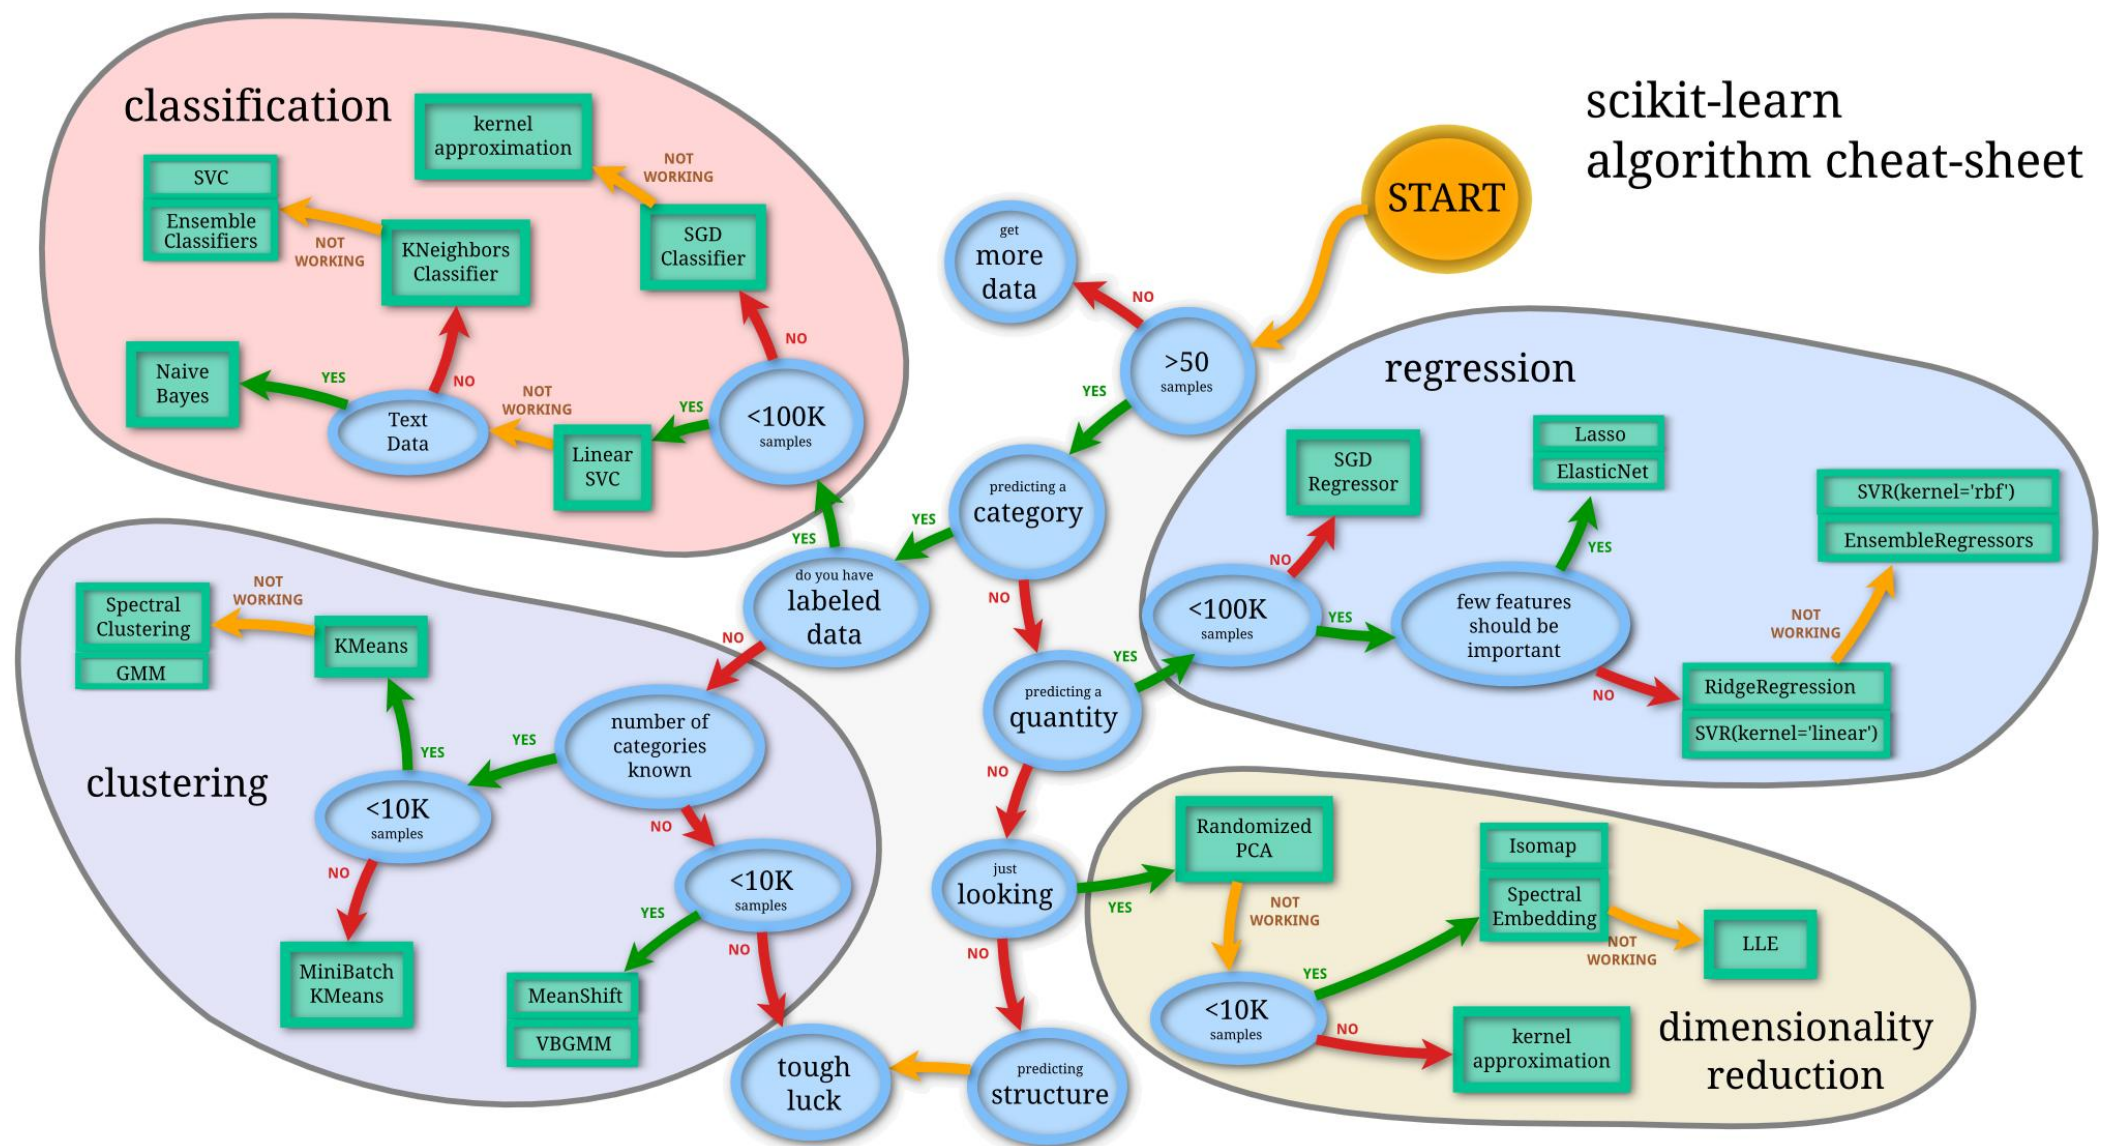 scikit-learn
algorithm cheat-sheet
START
classification
kernel
approximation
NOT
WORKING
SVC
Ensemble
Classifiers
NOT
WORKING
KNeighbors
Classifier
SGD
Classifier
NO
Naive
Bayes
YES
Text
Data
NO
NOT
WORKING
Linear
SVC
YES
<100K
samples
YES
get
more
data
NO
>50
samples
YES
predicting a
category
YES
NO
do you have
labeled
data
NO
predicting a
quantity
YES
NO
just
looking
YES
NO
predicting
structure
tough
luck
regression
SGD
Regressor
NO
<100K
samples
YES
Lasso
ElasticNet
YES
few features
should be
important
NO
SVR(kernel='rbf')
EnsembleRegressors
NOT
WORKING
RidgeRegression
SVR(kernel='linear')
clustering
Spectral
Clustering
GMM
NOT
WORKING
KMeans
YES
<10K
samples
YES
number of
categories
known
NO
NO
MiniBatch
KMeans
<10K
samples
YES
NO
MeanShift
VBGMM
dimensionality
reduction
Randomized
PCA
NOT
WORKING
<10K
samples
YES
Isomap
Spectral
Embedding
NOT
WORKING
LLE
NO
kernel
approximation